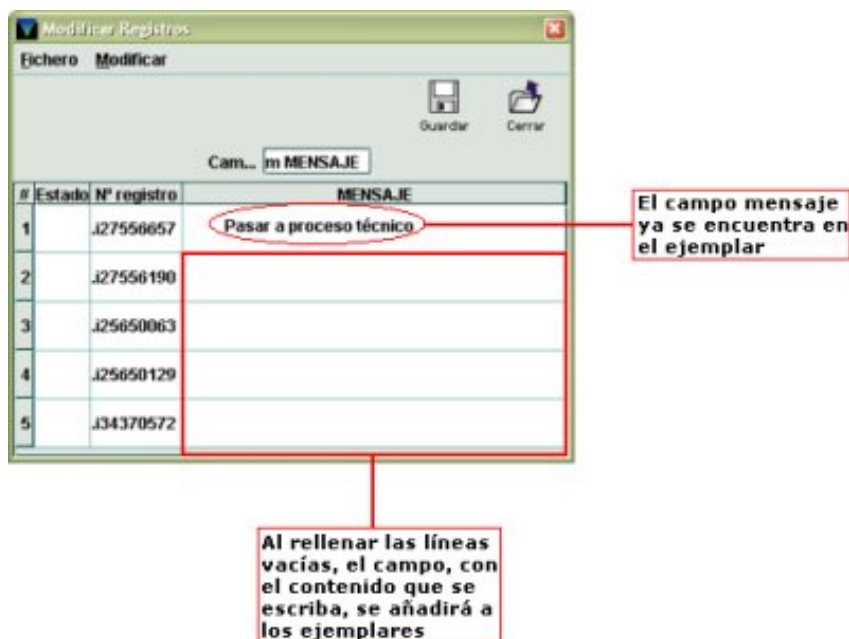 Modificar Registros
Fichero Modificar
Guardar Cerrar
Cam... m MENSAJE
# Estado Nº registro MENSAJE
1 .i27556657 Pasar a proceso técnico
2 .i27556190
3 .i25650063
4 .i25650129
5 .i34370572
El campo mensaje
ya se encuentra en
el ejemplar
Al rellenar las líneas
vacías, el campo, con
el contenido que se
escriba, se añadirá a
los ejemplares